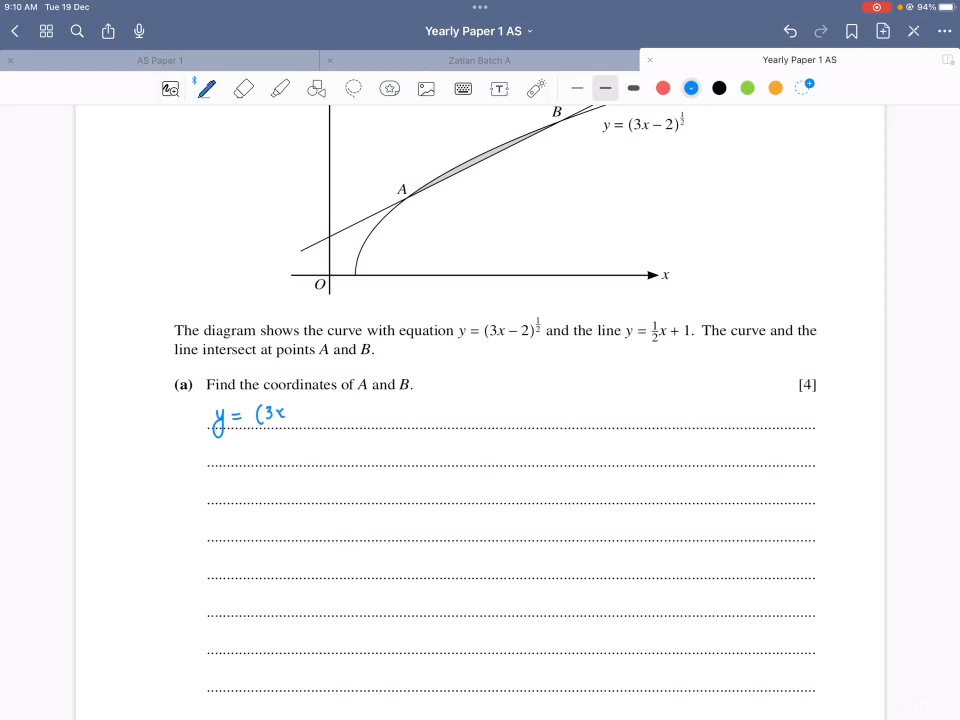 9:10 AM Tue 19 Dec
94%
Yearly Paper 1 AS
AS Paper 1
Zatian Batch A
Yearly Paper 1 AS
B
y = (3x − 2)^{1/2}
A
x
O
The diagram shows the curve with equation y = (3x − 2)^{1/2} and the line y = 1/2x + 1. The curve and the
line intersect at points A and B.
(a) Find the coordinates of A and B. [4]
y = (3x